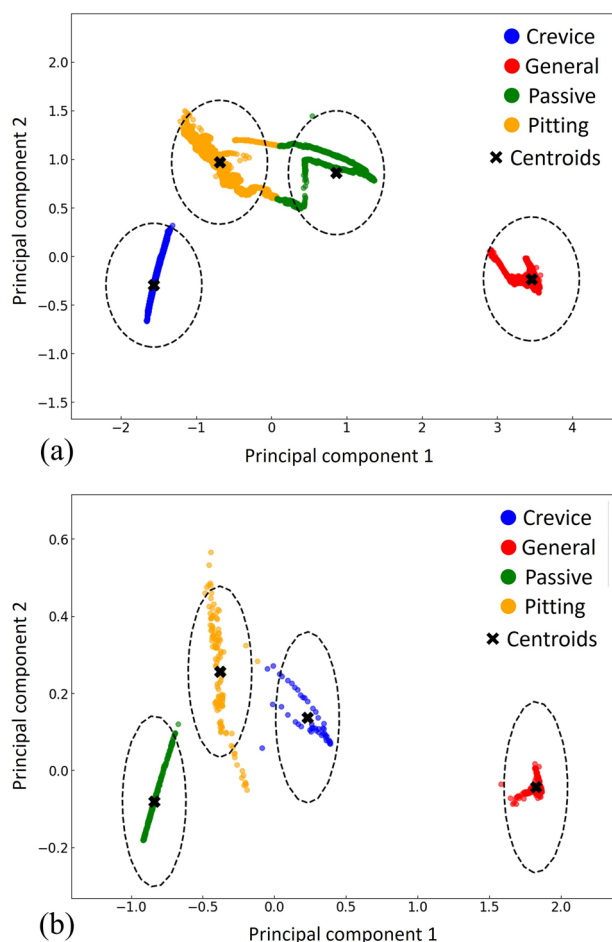 2.0
1.5
1.0
0.5
0.0
−0.5
−1.0
−1.5
Principal component 2
Crevice
General
Passive
Pitting
Centroids
−2 −1 0 1 2 3 4
(a) Principal component 1
0.6
0.4
0.2
0.0
−0.2
Principal component 2
Crevice
General
Passive
Pitting
Centroids
−1.0 −0.5 0.0 0.5 1.0 1.5 2.0
(b) Principal component 1